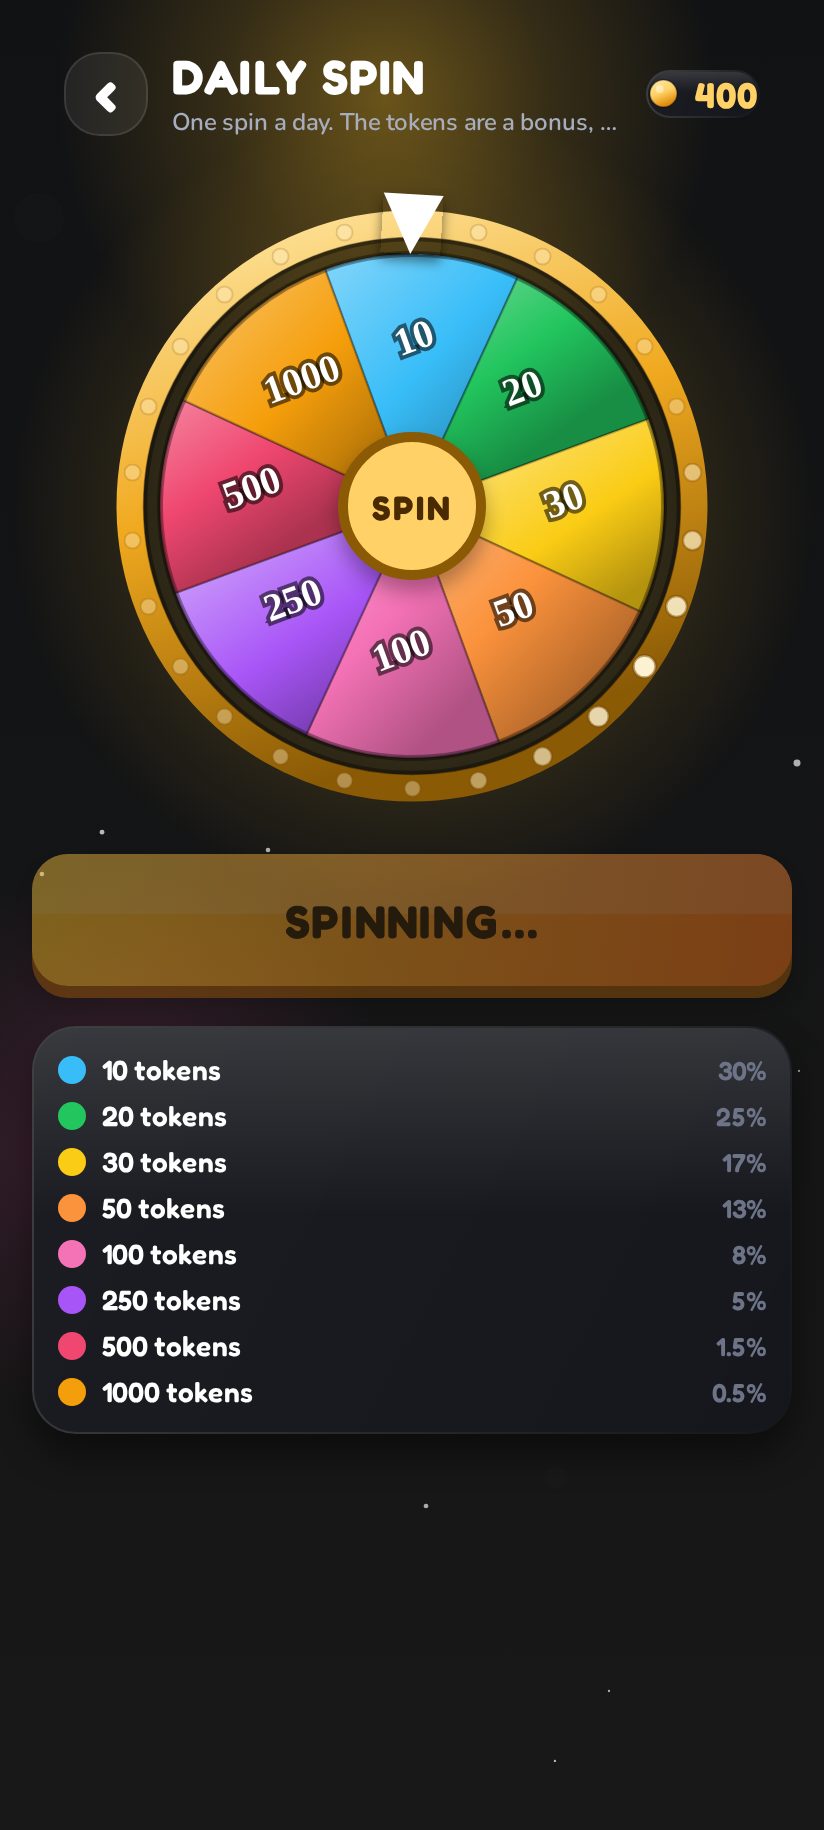 DAILY SPIN
One spin a day. The tokens are a bonus, ...
400
10
20
1000
30
500
SPIN
50
250
100
SPINNING...
10 tokens 30%
20 tokens 25%
30 tokens 17%
50 tokens 13%
100 tokens 8%
250 tokens 5%
500 tokens 1.5%
1000 tokens 0.5%